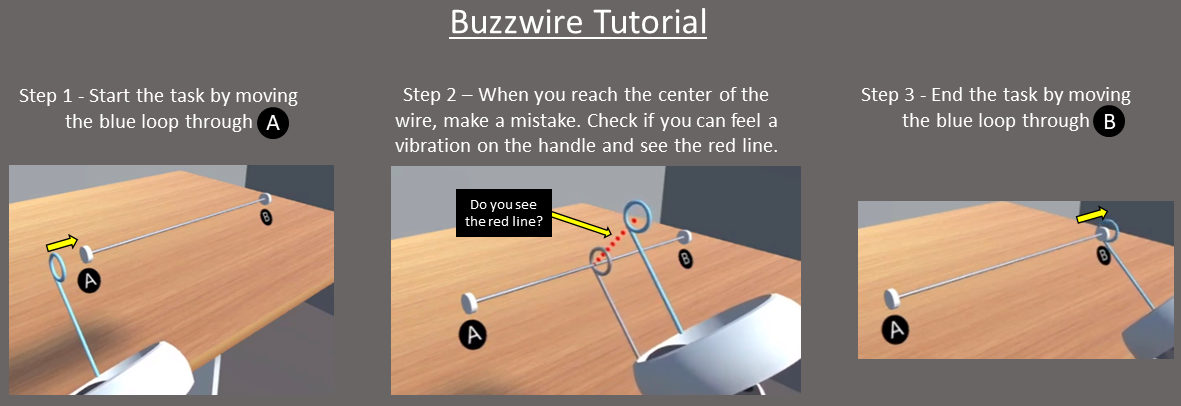 Buzzwire Tutorial
Step 1 - Start the task by moving
the blue loop through A
Step 2 – When you reach the center of the
wire, make a mistake. Check if you can feel a
vibration on the handle and see the red line.
Step 3 - End the task by moving
the blue loop through B
A
B
Do you see
the red line?
A
B
A
B